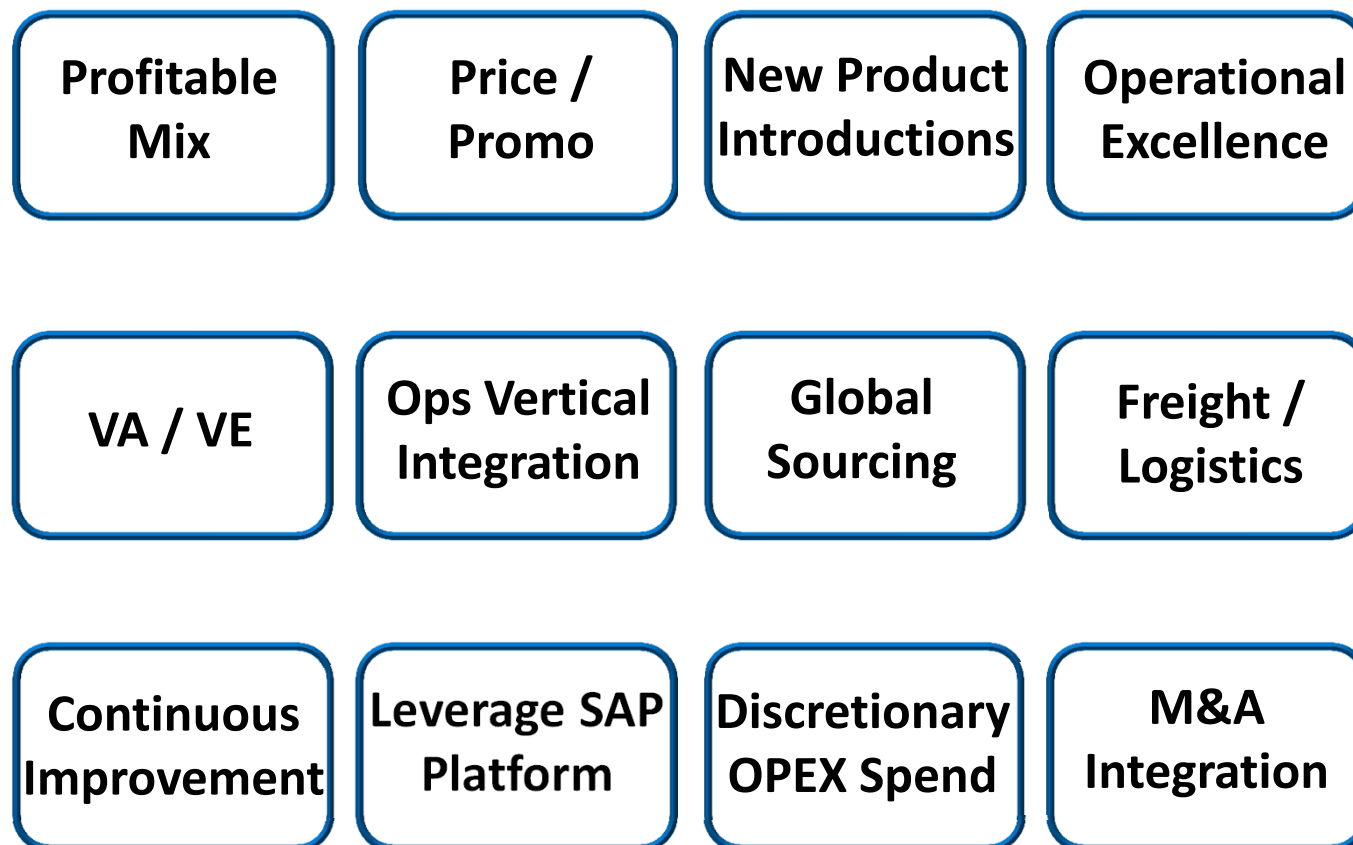 Profitable
Mix
Price /
Promo
New Product
Introductions
Operational
Excellence
VA / VE
Ops Vertical
Integration
Global
Sourcing
Freight /
Logistics
Continuous
Improvement
Leverage SAP
Platform
Discretionary
OPEX Spend
M&A
Integration